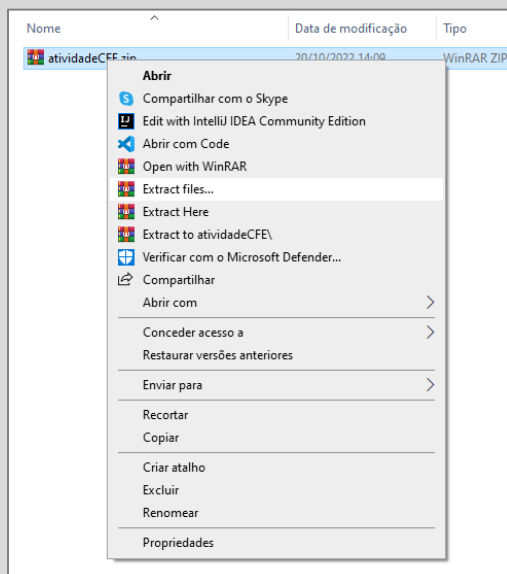 Nome Data de modificação Tipo
atividadeCFE.zip 20/10/2022 14:09 WinRAR ZIP
Abrir
Compartilhar com o Skype
Edit with IntelliJ IDEA Community Edition
Abrir com Code
Open with WinRAR
Extract files...
Extract Here
Extract to atividadeCFE\
Verificar com o Microsoft Defender...
Compartilhar
Abrir com
Conceder acesso a
Restaurar versões anteriores
Enviar para
Recortar
Copiar
Criar atalho
Excluir
Renomear
Propriedades